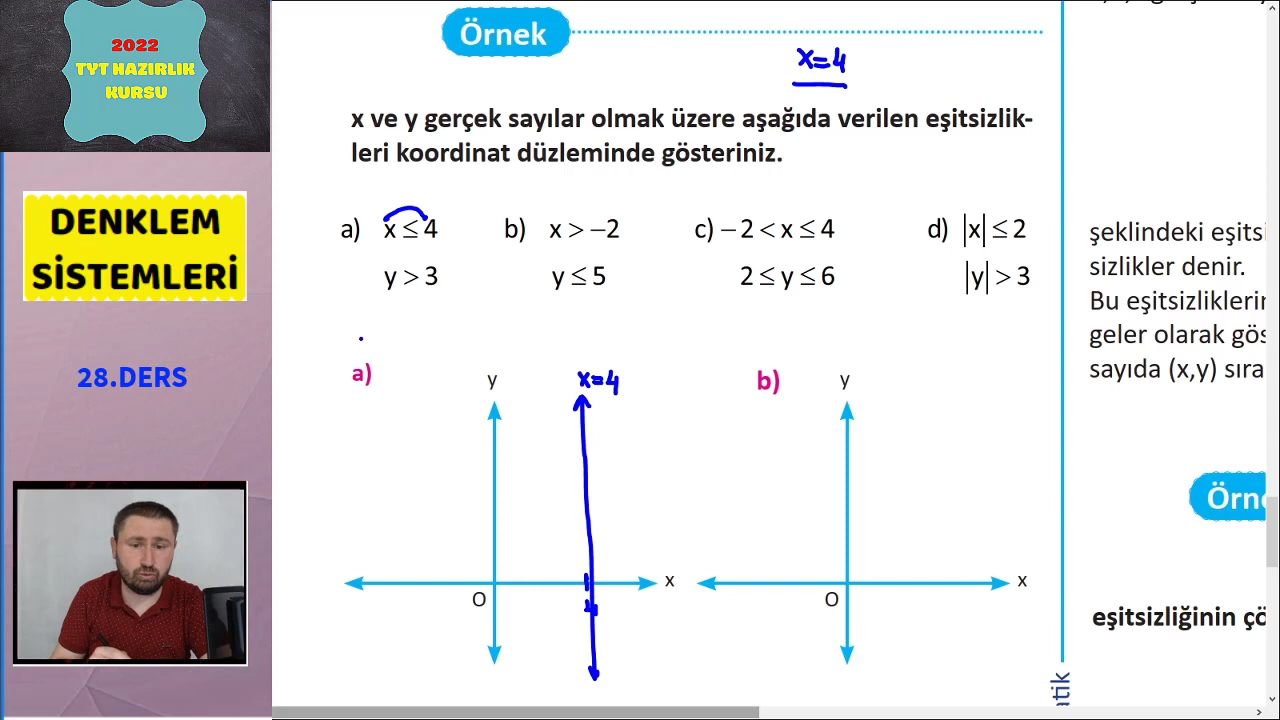 2022
TYT HAZIRLIK
KURSU
DENKLEM
SİSTEMLERİ
28.DERS
Örnek
x=4
x ve y gerçek sayılar olmak üzere aşağıda verilen eşitsizlik-
leri koordinat düzleminde gösteriniz.
a) x ≤ 4 b) x > −2 c) −2 < x ≤ 4 d) |x| ≤ 2
y > 3 y ≤ 5 2 ≤ y ≤ 6 |y| > 3
a) y x=4 b) y
x x
O O
4
şeklindeki eşitsi
sizlikler denir.
Bu eşitsizliklerin
geler olarak gös
sayıda (x,y) sıra
Örne
eşitsizliğinin çö
atik